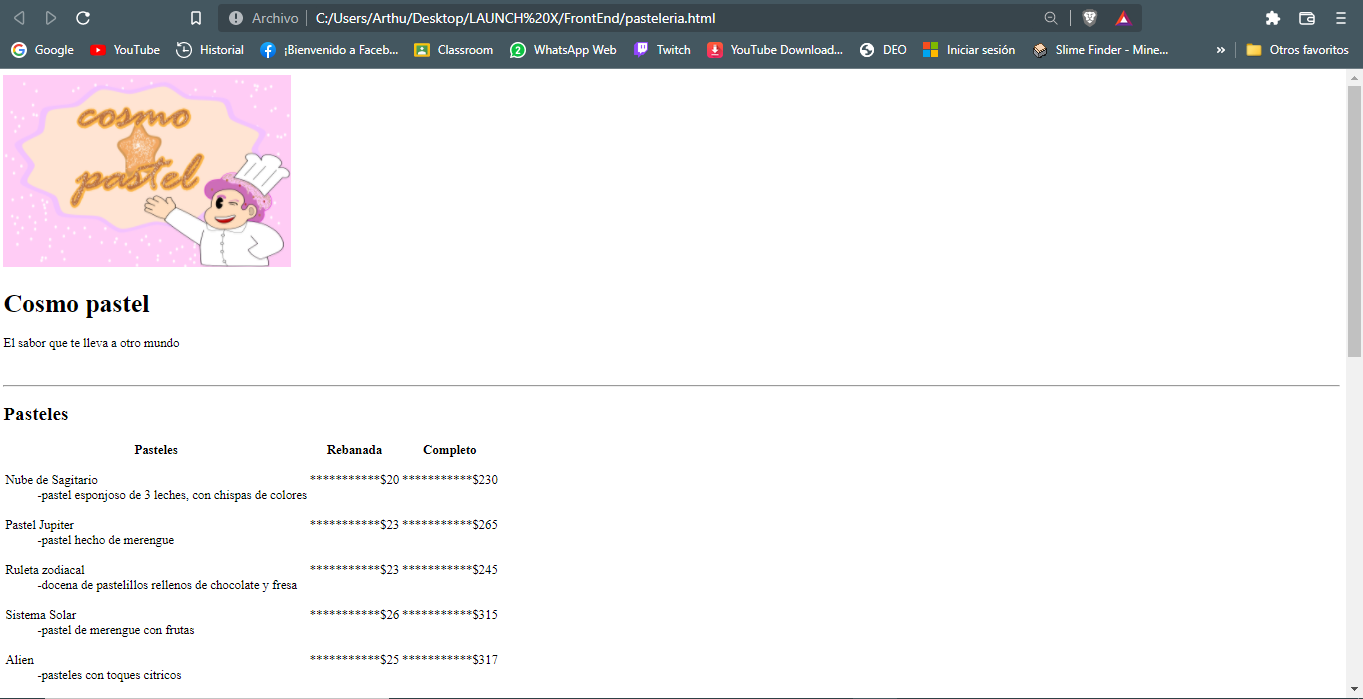 Archivo C:/Users/Arthu/Desktop/LAUNCH%20X/FrontEnd/pasteleria.html
Google YouTube Historial ¡Bienvenido a Faceb... Classroom WhatsApp Web Twitch YouTube Download... DEO Iniciar sesión Slime Finder - Mine... » Otros favoritos
cosmo
pastel
Cosmo pastel
El sabor que te lleva a otro mundo
Pasteles
Pasteles Rebanada Completo
Nube de Sagitario ***********$20 ***********$230
-pastel esponjoso de 3 leches, con chispas de colores
Pastel Jupiter ***********$23 ***********$265
-pastel hecho de merengue
Ruleta zodiacal ***********$23 ***********$245
-docena de pastelillos rellenos de chocolate y fresa
Sistema Solar ***********$26 ***********$315
-pastel de merengue con frutas
Alien ***********$25 ***********$317
-pasteles con toques citricos